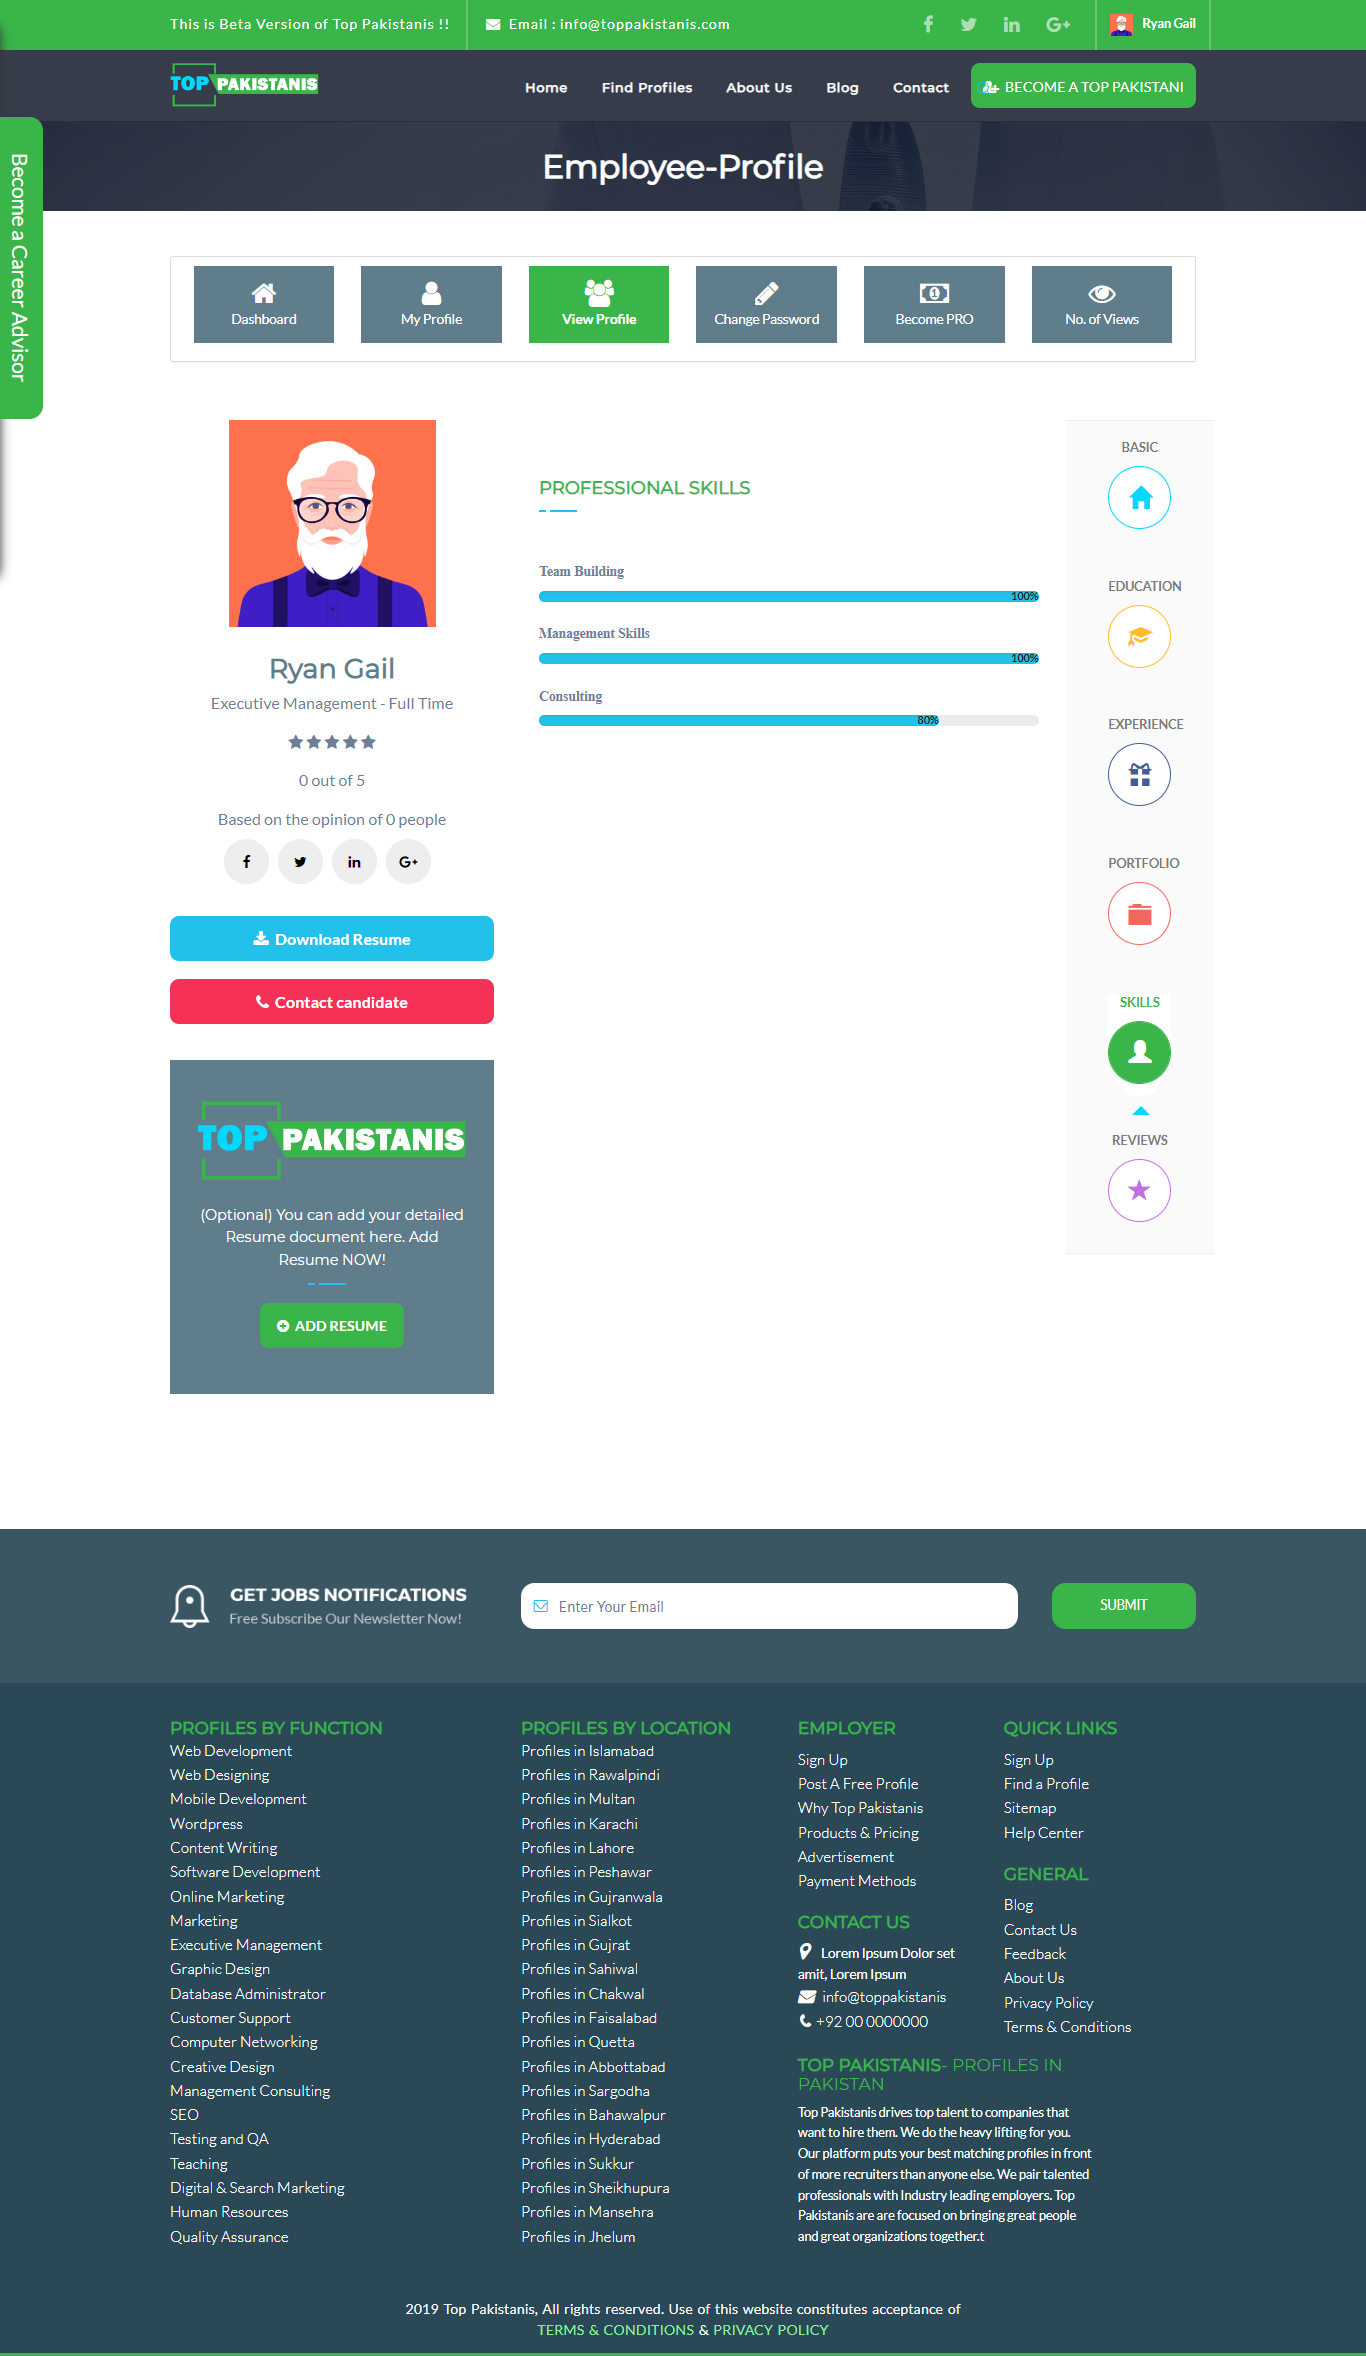 This is Beta Version of Top Pakistanis !!
Email : info@toppakistanis.com
Ryan Gail
TOP PAKISTANIS
Home
Find Profiles
About Us
Blog
Contact
BECOME A TOP PAKISTANI
Become a Career Advisor
Employee-Profile
Dashboard
My Profile
View Profile
Change Password
Become PRO
No. of Views
Ryan Gail
Executive Management - Full Time
0 out of 5
Based on the opinion of 0 people
Download Resume
Contact candidate
TOP PAKISTANIS
(Optional) You can add your detailed
Resume document here. Add
Resume NOW!
ADD RESUME
PROFESSIONAL SKILLS
Team Building
100%
Management Skills
100%
Consulting
80%
BASIC
EDUCATION
EXPERIENCE
PORTFOLIO
SKILLS
REVIEWS
GET JOBS NOTIFICATIONS
Free Subscribe Our Newsletter Now!
Enter Your Email
SUBMIT
PROFILES BY FUNCTION
Web Development
Web Designing
Mobile Development
Wordpress
Content Writing
Software Development
Online Marketing
Marketing
Executive Management
Graphic Design
Database Administrator
Customer Support
Computer Networking
Creative Design
Management Consulting
SEO
Testing and QA
Teaching
Digital & Search Marketing
Human Resources
Quality Assurance
PROFILES BY LOCATION
Profiles in Islamabad
Profiles in Rawalpindi
Profiles in Multan
Profiles in Karachi
Profiles in Lahore
Profiles in Peshawar
Profiles in Gujranwala
Profiles in Sialkot
Profiles in Gujrat
Profiles in Sahiwal
Profiles in Chakwal
Profiles in Faisalabad
Profiles in Quetta
Profiles in Abbottabad
Profiles in Sargodha
Profiles in Bahawalpur
Profiles in Hyderabad
Profiles in Sukkur
Profiles in Sheikhupura
Profiles in Mansehra
Profiles in Jhelum
EMPLOYER
Sign Up
Post A Free Profile
Why Top Pakistanis
Products & Pricing
Advertisement
Payment Methods
CONTACT US
Lorem Ipsum Dolor set
amit, Lorem Ipsum
info@toppakistanis
+92 00 0000000
QUICK LINKS
Sign Up
Find a Profile
Sitemap
Help Center
GENERAL
Blog
Contact Us
Feedback
About Us
Privacy Policy
Terms & Conditions
TOP PAKISTANIS- PROFILES IN
PAKISTAN
Top Pakistanis drives top talent to companies that
want to hire them. We do the heavy lifting for you.
Our platform puts your best matching profiles in front
of more recruiters than anyone else. We pair talented
professionals with Industry leading employers. Top
Pakistanis are are focused on bringing great people
and great organizations together.t
2019 Top Pakistanis, All rights reserved. Use of this website constitutes acceptance of
TERMS & CONDITIONS & PRIVACY POLICY